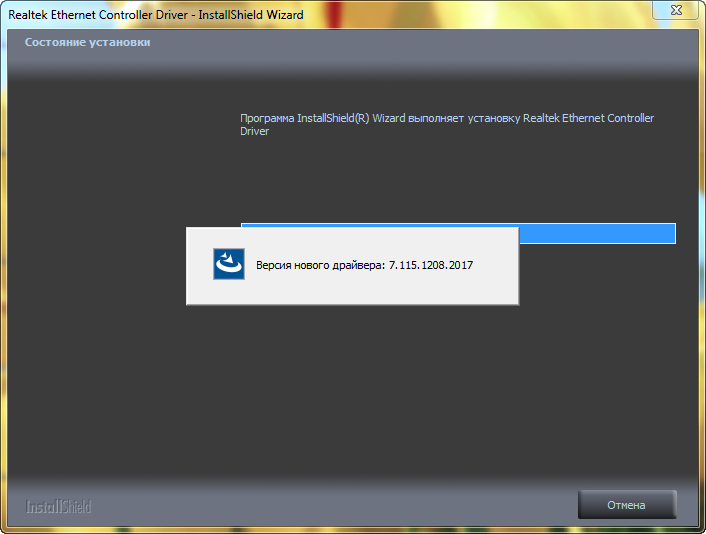 Realtek Ethernet Controller Driver - InstallShield Wizard
Состояние установки
Программа InstallShield(R) Wizard выполняет установку Realtek Ethernet Controller
Driver
Версия нового драйвера: 7.115.1208.2017
InstallShield
Отмена